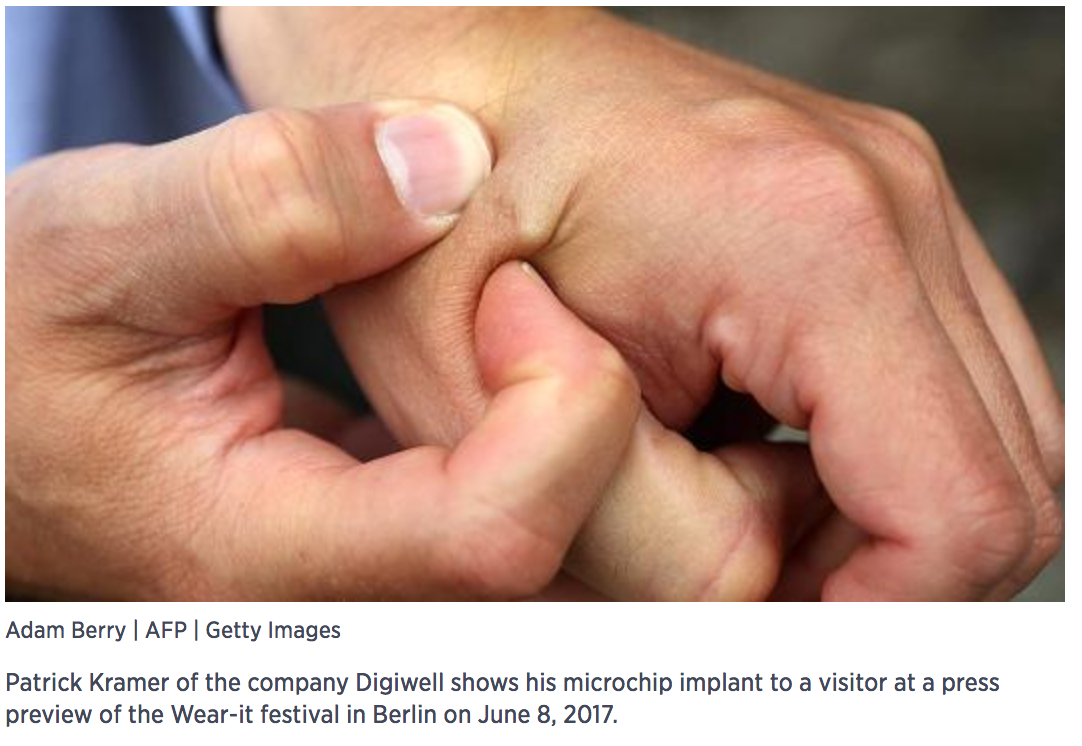 Adam Berry | AFP | Getty Images
Patrick Kramer of the company Digiwell shows his microchip implant to a visitor at a press
preview of the Wear-it festival in Berlin on June 8, 2017.